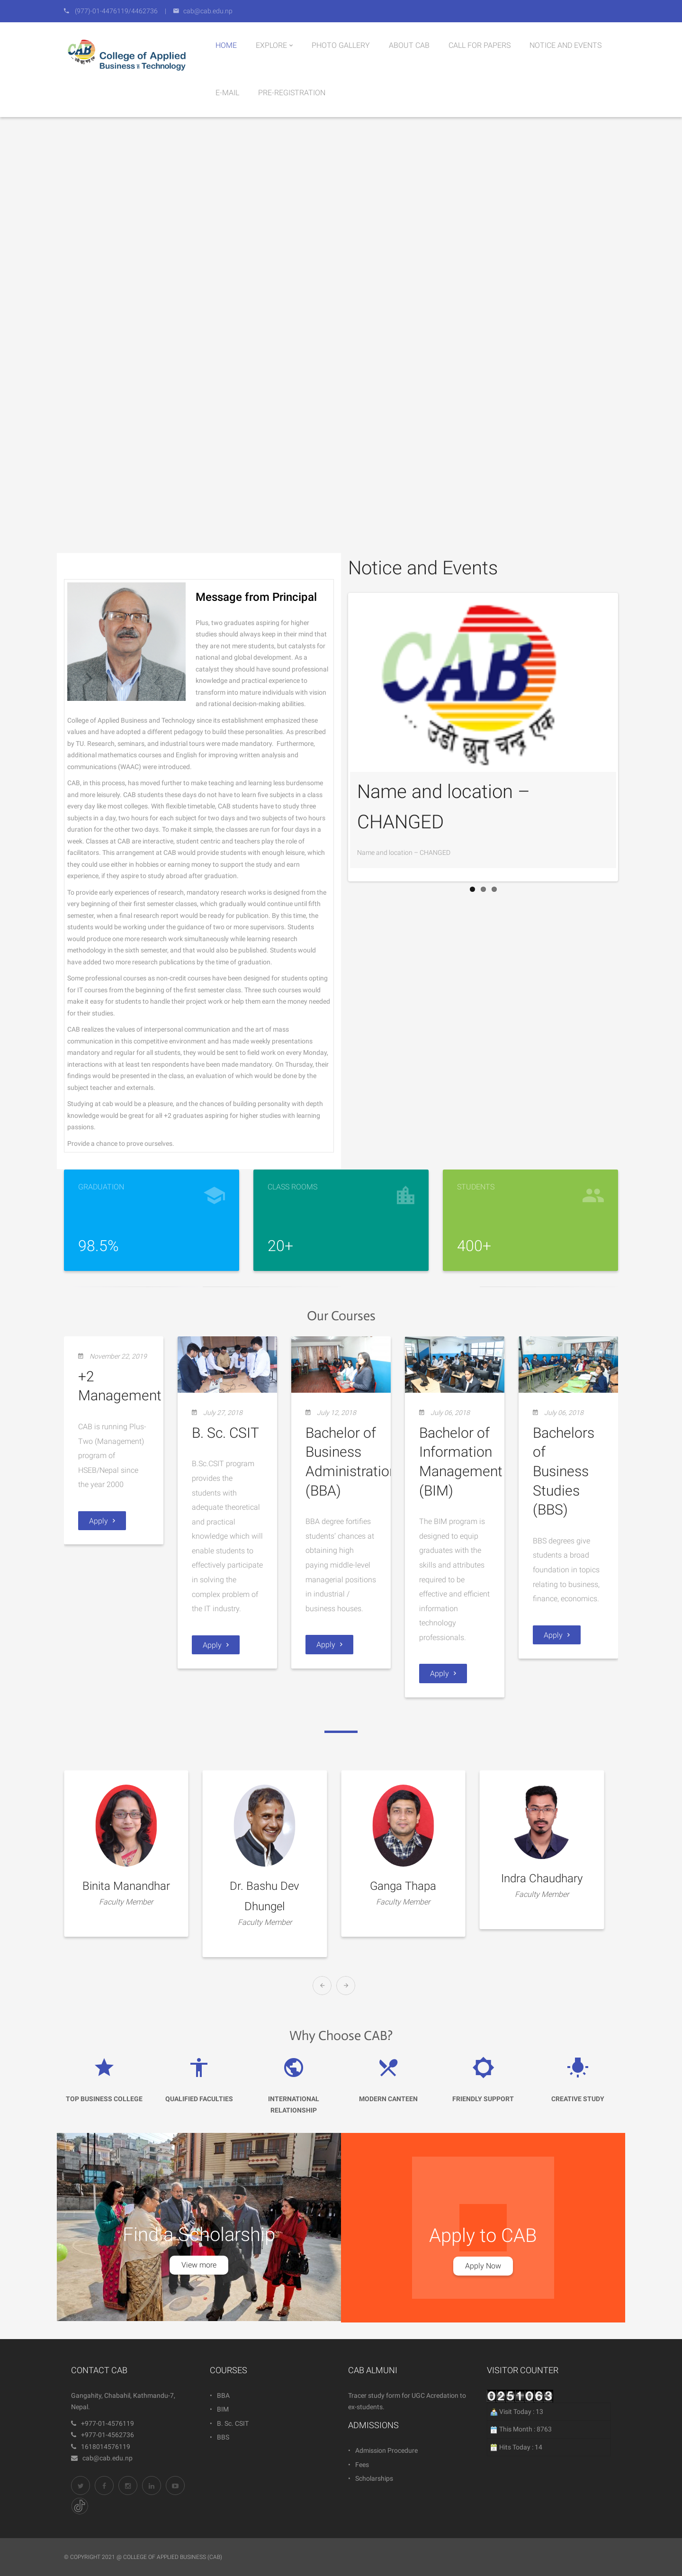 (977)-01-4476119/4462736 | cab@cab.edu.np
CAB College of Applied
Business and Technology
HOME EXPLORE PHOTO GALLERY ABOUT CAB CALL FOR PAPERS NOTICE AND EVENTS
E-MAIL PRE-REGISTRATION
Message from Principal
Plus, two graduates aspiring for higher
studies should always keep in their mind that
they are not mere students, but catalysts for
national and global development. As a
catalyst they should have sound professional
knowledge and practical experience to
transform into mature individuals with vision
and rational decision-making abilities.
College of Applied Business and Technology since its establishment emphasized these
values and have adopted a different pedagogy to build these personalities. As prescribed
by TU. Research, seminars, and industrial tours were made mandatory. Furthermore,
additional mathematics courses and English for improving written analysis and
communications (WAAC) were introduced.
CAB, in this process, has moved further to make teaching and learning less burdensome
and more leisurely. CAB students these days do not have to learn five subjects in a class
every day like most colleges. With flexible timetable, CAB students have to study three
subjects in a day, two hours for each subject for two days and two subjects of two hours
duration for the other two days. To make it simple, the classes are run for four days in a
week. Classes at CAB are interactive, student centric and teachers play the role of
facilitators. This arrangement at CAB would provide students with enough leisure, which
they could use either in hobbies or earning money to support the study and earn
experience, if they aspire to study abroad after graduation.
To provide early experiences of research, mandatory research works is designed from the
very beginning of their first semester classes, which gradually would continue until fifth
semester, when a final research report would be ready for publication. By this time, the
students would be working under the guidance of two or more supervisors. Students
would produce one more research work simultaneously while learning research
methodology in the sixth semester, and that would also be published. Students would
have added two more research publications by the time of graduation.
Some professional courses as non-credit courses have been designed for students opting
for IT courses from the beginning of the first semester class. Three such courses would
make it easy for students to handle their project work or help them earn the money needed
for their studies.
CAB realizes the values of interpersonal communication and the art of mass
communication in this competitive environment and has made weekly presentations
mandatory and regular for all students, they would be sent to field work on every Monday,
interactions with at least ten respondents have been made mandatory. On Thursday, their
findings would be presented in the class, an evaluation of which would be done by the
subject teacher and externals.
Studying at cab would be a pleasure, and the chances of building personality with depth
knowledge would be great for all +2 graduates aspiring for higher studies with learning
passions.
Provide a chance to prove ourselves.
Notice and Events
CAB
उडी छुनु चन्द्र एक
Name and location –
CHANGED
Name and location – CHANGED
GRADUATION
98.5%
CLASS ROOMS
20+
STUDENTS
400+
Our Courses
November 22, 2019
+2
Management
CAB is running Plus-
Two (Management)
program of
HSEB/Nepal since
the year 2000.
Apply
July 27, 2018
B. Sc. CSIT
B.Sc.CSIT program
provides the
students with
adequate theoretical
and practical
knowledge which will
enable students to
effectively participate
in solving the
complex problem of
the IT industry.
Apply
July 12, 2018
Bachelor of
Business
Administration
(BBA)
BBA degree fortifies
students' chances at
obtaining high
paying middle-level
managerial positions
in industrial /
business houses.
Apply
July 06, 2018
Bachelor of
Information
Management
(BIM)
The BIM program is
designed to equip
graduates with the
skills and attributes
required to be
effective and efficient
information
technology
professionals.
Apply
July 06, 2018
Bachelors
of
Business
Studies
(BBS)
BBS degrees give
students a broad
foundation in topics
relating to business,
finance, economics.
Apply
Binita Manandhar
Faculty Member
Dr. Bashu Dev
Dhungel
Faculty Member
Ganga Thapa
Faculty Member
Indra Chaudhary
Faculty Member
Why Choose CAB?
TOP BUSINESS COLLEGE
QUALIFIED FACULTIES
INTERNATIONAL
RELATIONSHIP
MODERN CANTEEN
FRIENDLY SUPPORT
CREATIVE STUDY
Find a Scholarship
View more
Apply to CAB
Apply Now
CONTACT CAB
Gangahity, Chabahil, Kathmandu-7,
Nepal.
+977-01-4576119
+977-01-4562736
1618014576119
cab@cab.edu.np
COURSES
BBA
BIM
B. Sc. CSIT
BBS
CAB ALMUNI
Tracer study form for UGC Acredation to
ex-students.
ADMISSIONS
Admission Procedure
Fees
Scholarships
VISITOR COUNTER
0251063
Visit Today : 13
This Month : 8763
Hits Today : 14
© COPYRIGHT 2021 @ COLLEGE OF APPLIED BUSINESS (CAB)